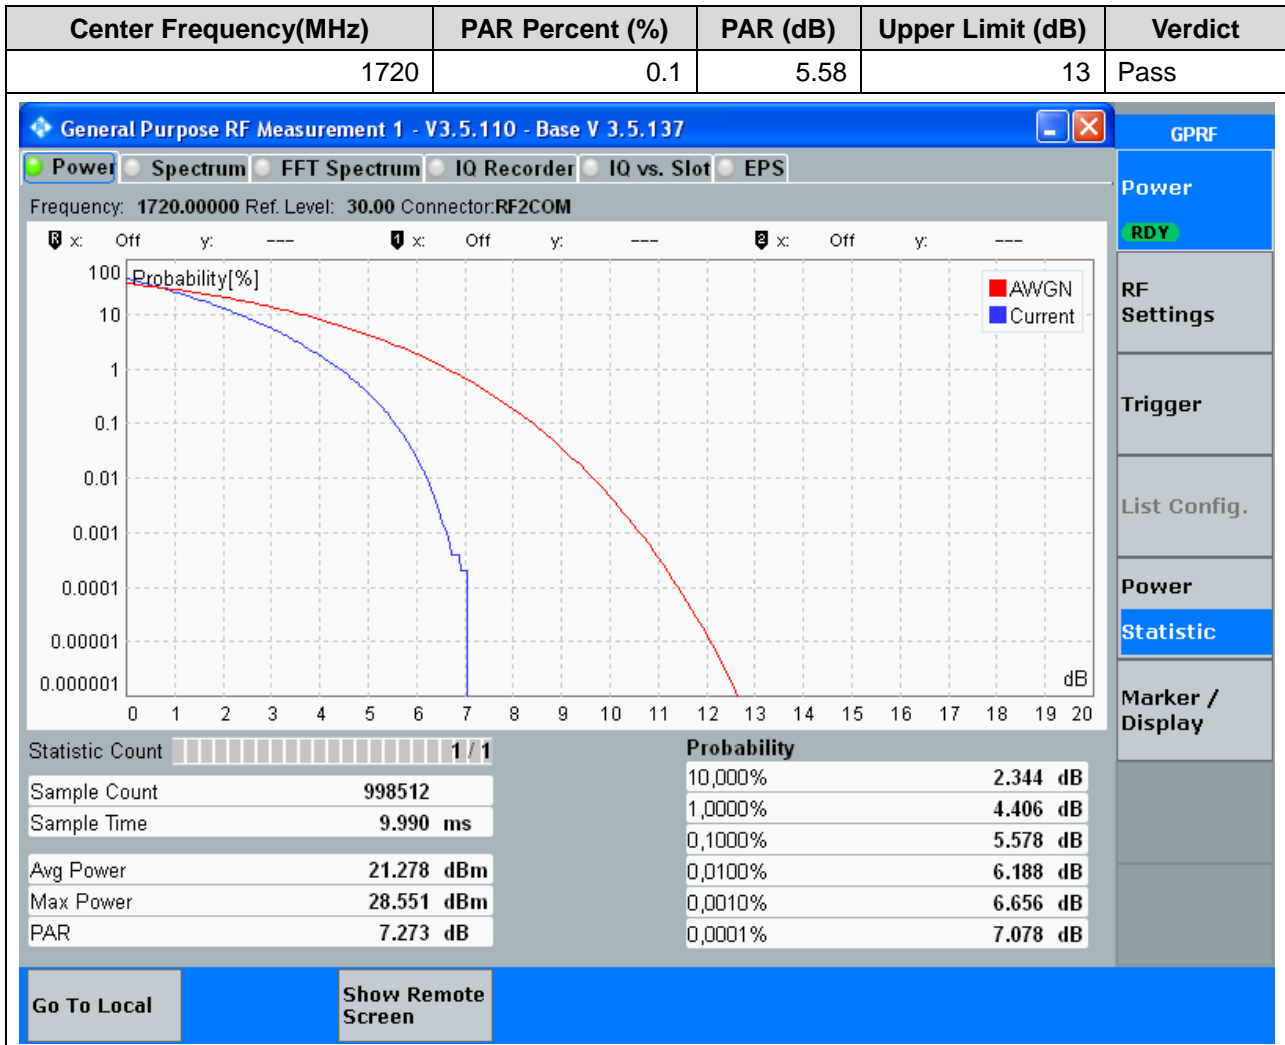 Center Frequency(MHz) PAR Percent (%) PAR (dB) Upper Limit (dB) Verdict
1720 0.1 5.58 13 Pass
General Purpose RF Measurement 1 - V3.5.110 - Base V 3.5.137
GPRF
Power Spectrum FFT Spectrum IQ Recorder IQ vs. Slot EPS
Power
RDY
Frequency: 1720.00000 Ref. Level: 30.00 Connector:RF2COM
R x: Off y: --- 1 x: Off y: --- 2 x: Off y: ---
Probability[%]
AWGN
Current
100
10
1
0.1
0.01
0.001
0.0001
0.00001
0.000001
dB
0 1 2 3 4 5 6 7 8 9 10 11 12 13 14 15 16 17 18 19 20
RF
Settings
Trigger
List Config.
Power
Statistic
Marker /
Display
Statistic Count 1 / 1
Sample Count 998512
Sample Time 9.990 ms
Avg Power 21.278 dBm
Max Power 28.551 dBm
PAR 7.273 dB
Probability
10,000% 2.344 dB
1,0000% 4.406 dB
0,1000% 5.578 dB
0,0100% 6.188 dB
0,0010% 6.656 dB
0,0001% 7.078 dB
Go To Local
Show Remote
Screen